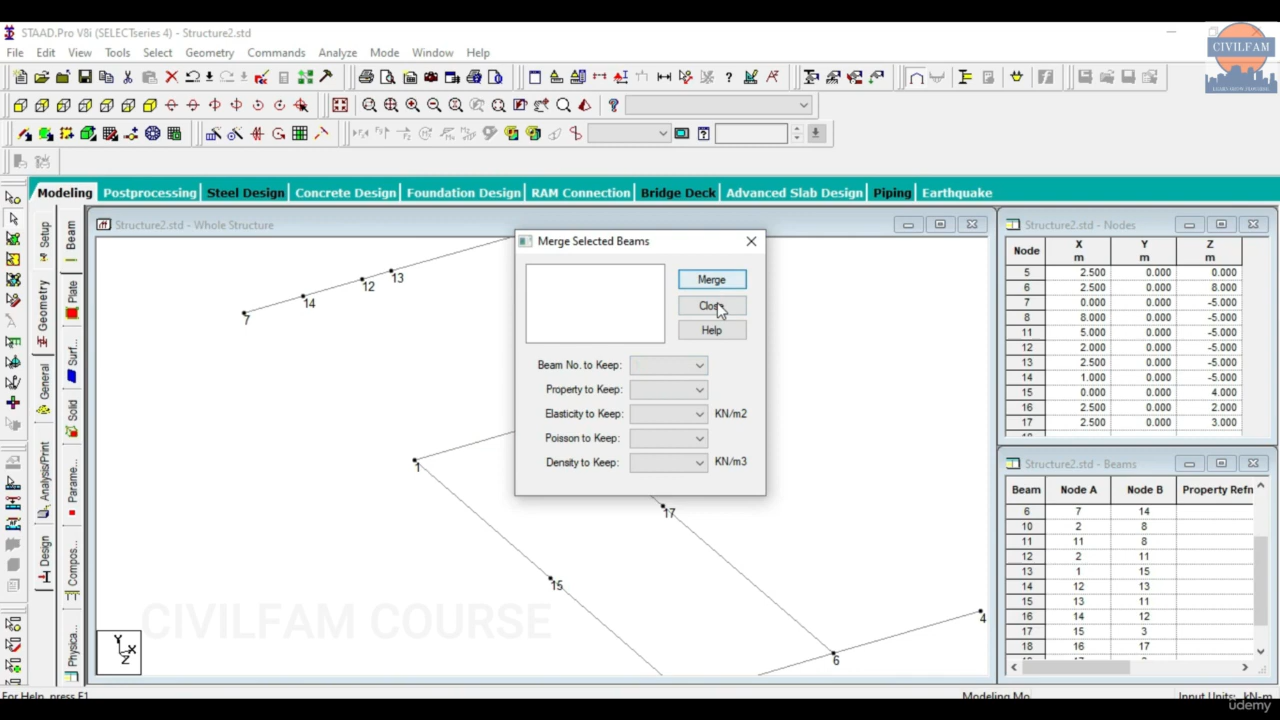 STAAD.Pro V8i (SELECTseries 4) - Structure2.std
CIVILFAM
File Edit View Tools Select Geometry Commands Analyze Mode Window Help
Modeling Postprocessing Steel Design Concrete Design Foundation Design RAM Connection Bridge Deck Advanced Slab Design Piping Earthquake
Setup
Geometry
General
Analysis/Print
Design
Beam
Plate
Surf...
Solid
Parame...
Compos...
Physica...
Structure2.std - Whole Structure
7
14
12
13
1
15
17
6
4
Y
X
Z
CIVILFAM COURSE
Merge Selected Beams
Merge
Close
Help
Beam No. to Keep:
Property to Keep:
Elasticity to Keep: KN/m2
Poisson to Keep:
Density to Keep: KN/m3
Structure2.std - Nodes
Node X m Y m Z m
5 2.500 0.000 0.000
6 2.500 0.000 8.000
7 0.000 0.000 -5.000
8 8.000 0.000 -5.000
11 5.000 0.000 -5.000
12 2.000 0.000 -5.000
13 2.500 0.000 -5.000
14 1.000 0.000 -5.000
15 0.000 0.000 4.000
16 2.500 0.000 2.000
17 2.500 0.000 3.000
Structure2.std - Beams
Beam Node A Node B Property Refn
6 7 14
10 2 8
11 11 8
12 2 11
13 1 15
14 12 13
15 13 11
16 14 12
17 15 3
18 16 17
For Help, press F1
Modeling Mo
Input Units: kN-m
udemy